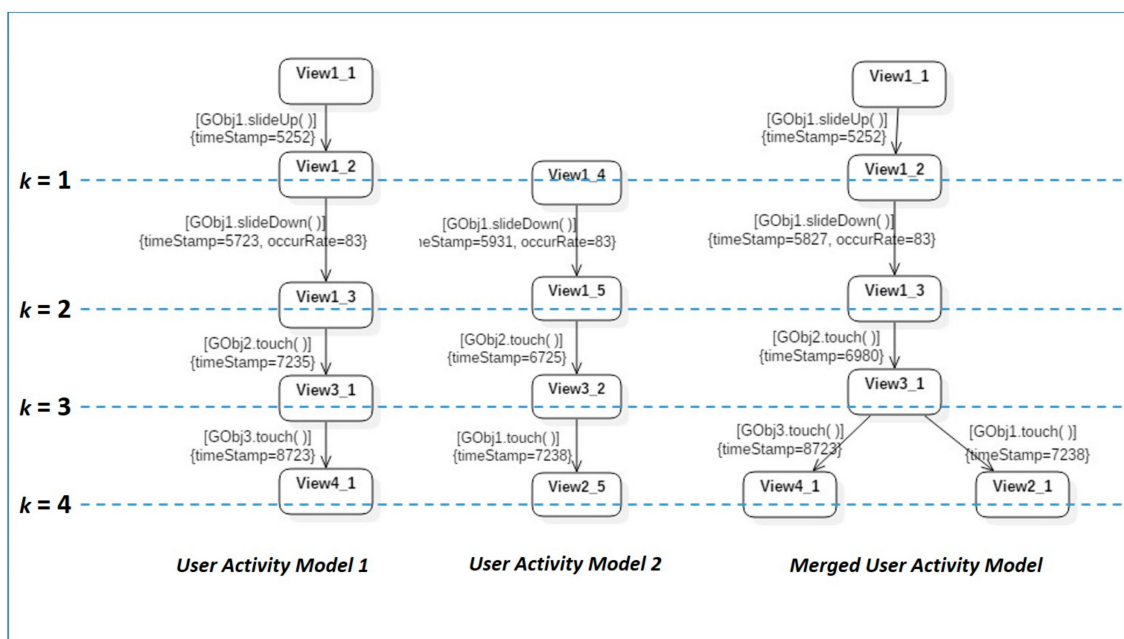 View1_1
View1_1
[GObj1.slideUp( )]
{timeStamp=5252}
[GObj1.slideUp( )]
{timeStamp=5252}
k = 1
View1_2
View1_4
View1_2
[GObj1.slideDown( )]
{timeStamp=5723, occurRate=83}
[GObj1.slideDown( )]
meStamp=5931, occurRate=83}
[GObj1.slideDown( )]
{timeStamp=5827, occurRate=83}
k = 2
View1_3
View1_5
View1_3
[GObj2.touch( )]
{timeStamp=7235}
[GObj2.touch( )]
{timeStamp=6725}
[GObj2.touch( )]
{timeStamp=6980}
k = 3
View3_1
View3_2
View3_1
[GObj3.touch( )]
{timeStamp=8723}
[GObj1.touch( )]
{timeStamp=7238}
[GObj3.touch( )]
{timeStamp=8723}
[GObj1.touch( )]
{timeStamp=7238}
k = 4
View4_1
View2_5
View4_1
View2_1
User Activity Model 1
User Activity Model 2
Merged User Activity Model